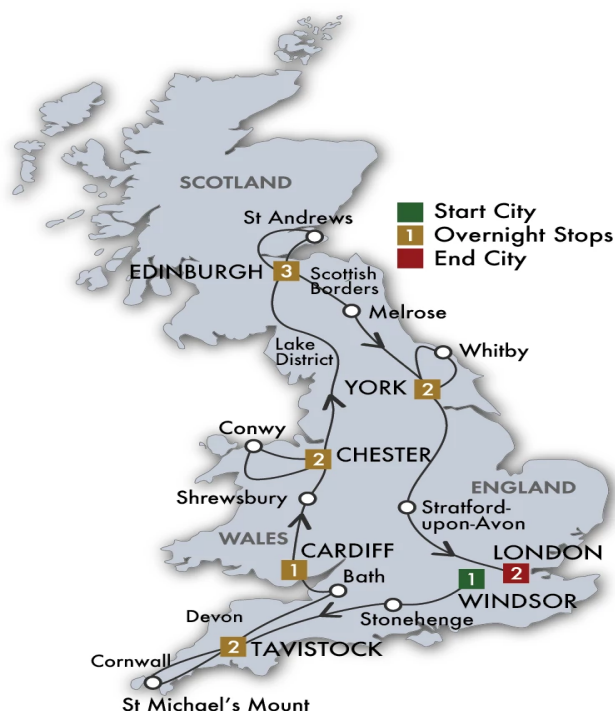 SCOTLAND
St Andrews
Start City
1 Overnight Stops
End City
EDINBURGH
3
Scottish
Borders
Melrose
Lake
District
Whitby
YORK
2
Conwy
2
CHESTER
Shrewsbury
ENGLAND
Stratford-
upon-Avon
WALES
CARDIFF
1
LONDON
2
Bath
1
WINDSOR
Devon
Stonehenge
2
TAVISTOCK
Cornwall
St Michael's Mount